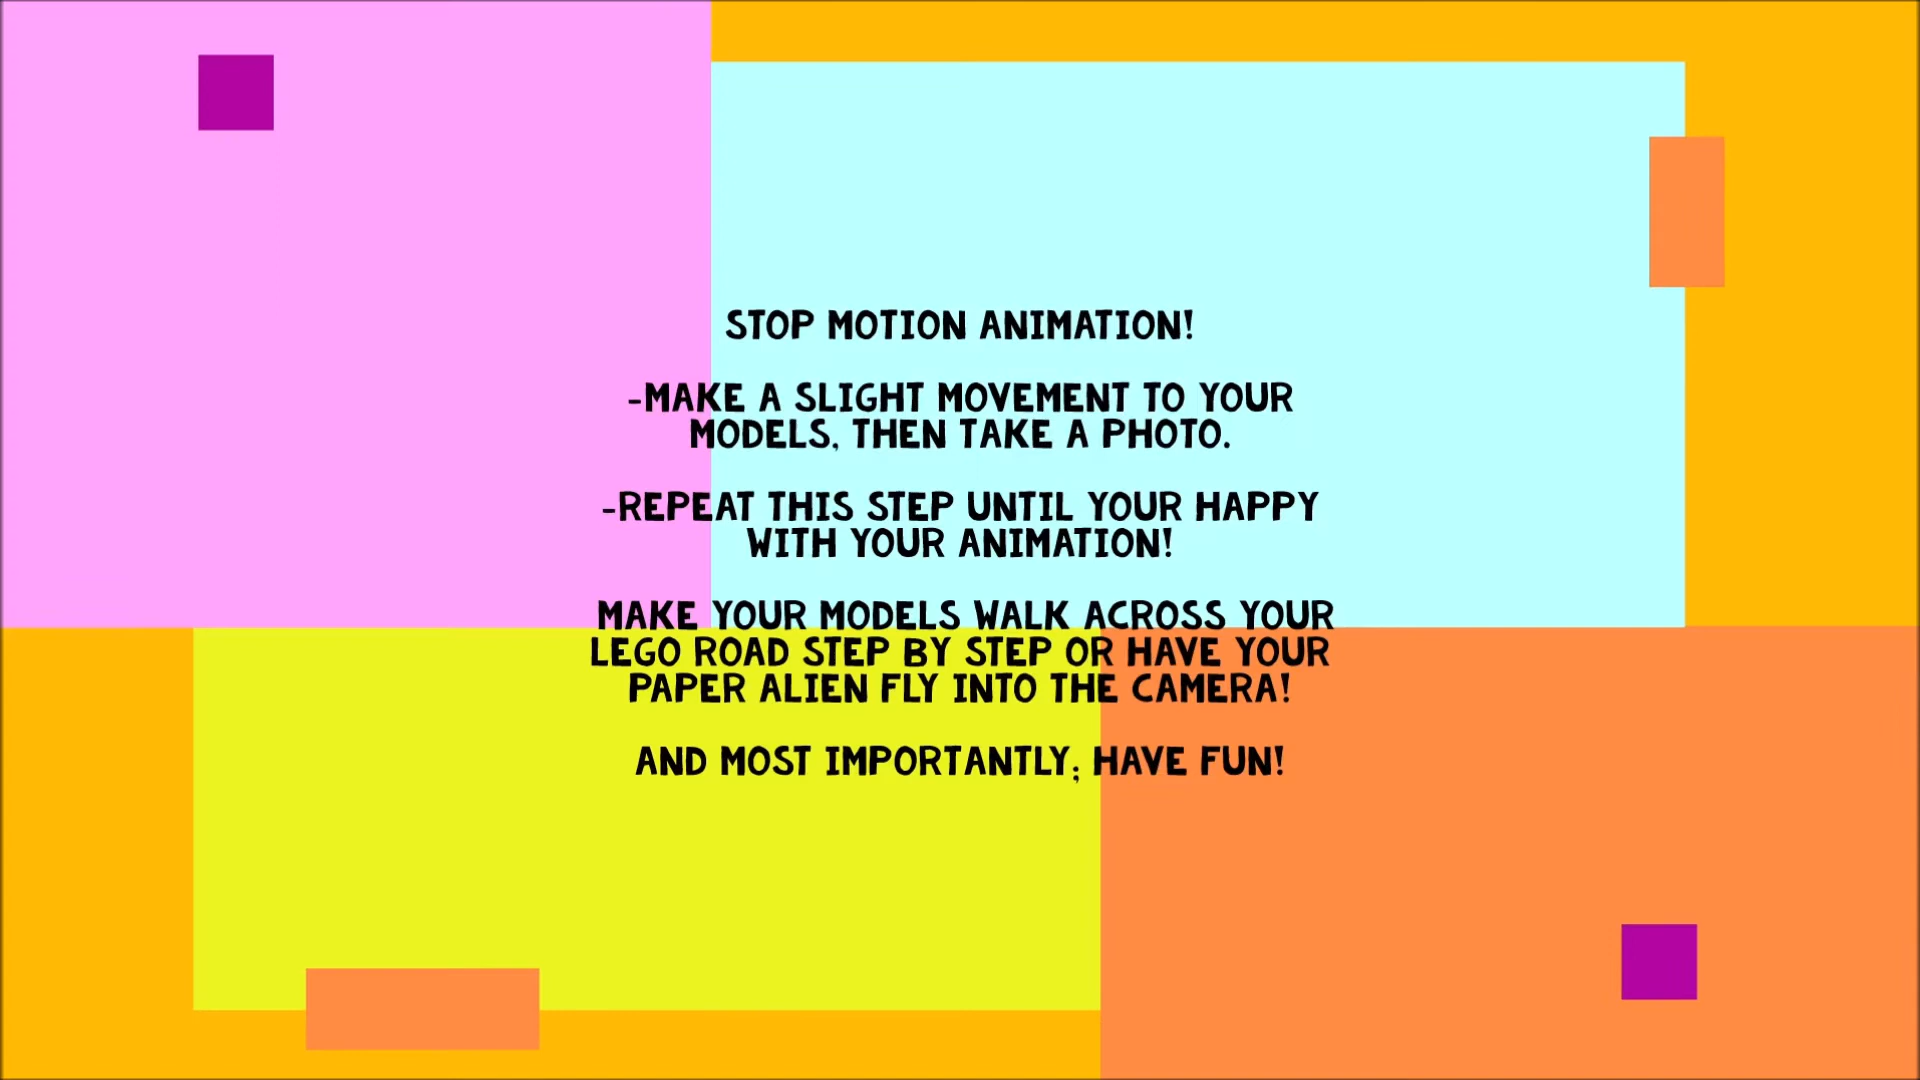 STOP MOTION ANIMATION!
-MAKE A SLIGHT MOVEMENT TO YOUR
MODELS, THEN TAKE A PHOTO.
-REPEAT THIS STEP UNTIL YOUR HAPPY
WITH YOUR ANIMATION!
MAKE YOUR MODELS WALK ACROSS YOUR
LEGO ROAD STEP BY STEP OR HAVE YOUR
PAPER ALIEN FLY INTO THE CAMERA!
AND MOST IMPORTANTLY; HAVE FUN!